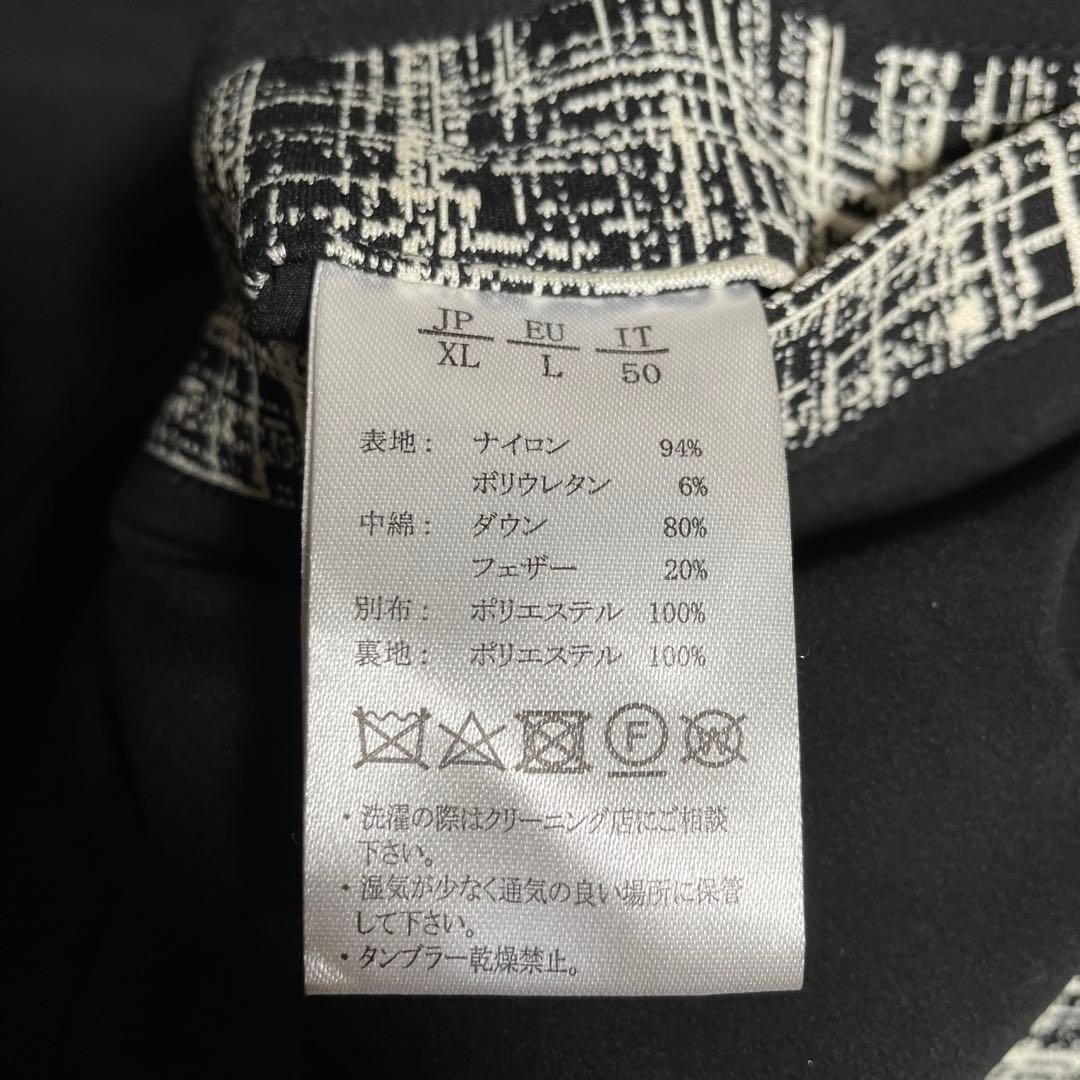 JP EU IT
XL L 50
表地: ナイロン 94%
ポリウレタン 6%
中綿: ダウン 80%
フェザー 20%
別布: ポリエステル 100%
裏地: ポリエステル 100%
F W
・洗濯の際はクリーニング店にご相談
下さい。
・湿気が少なく通気の良い場所に保管
して下さい。
・タンブラー乾燥禁止。